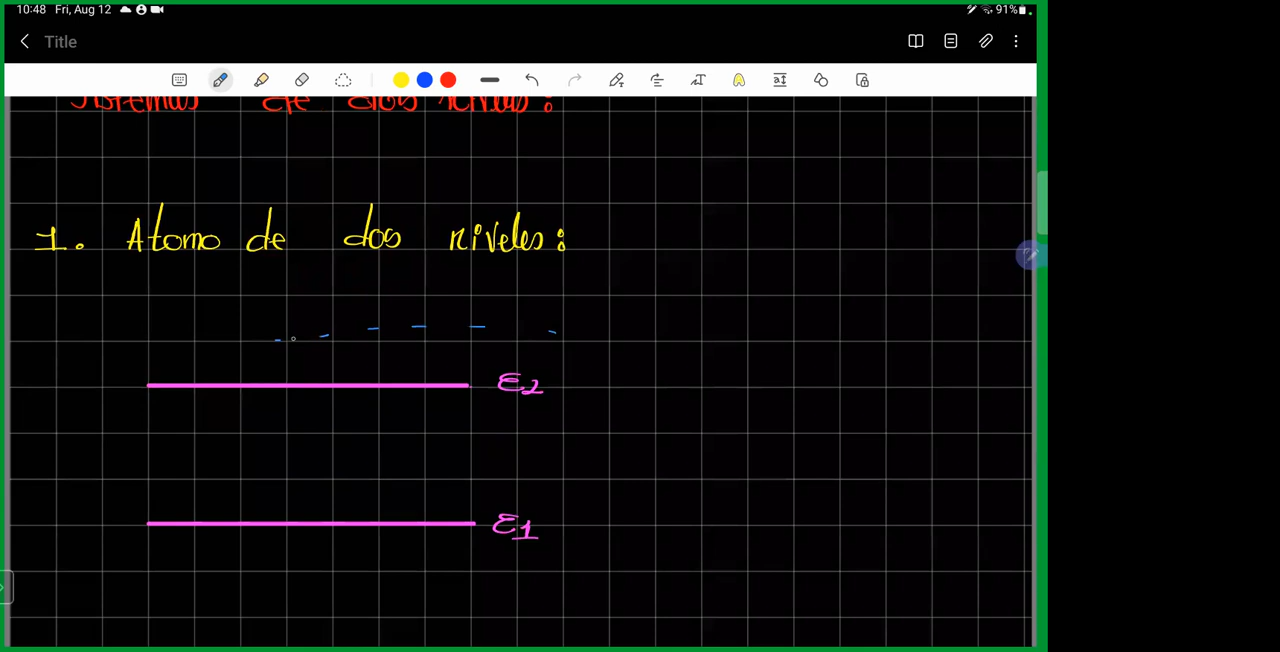 10:48 Fri, Aug 12
91%
Title
Sistemas de dos niveles:
1. Atomo de dos niveles:
ε2
ε1